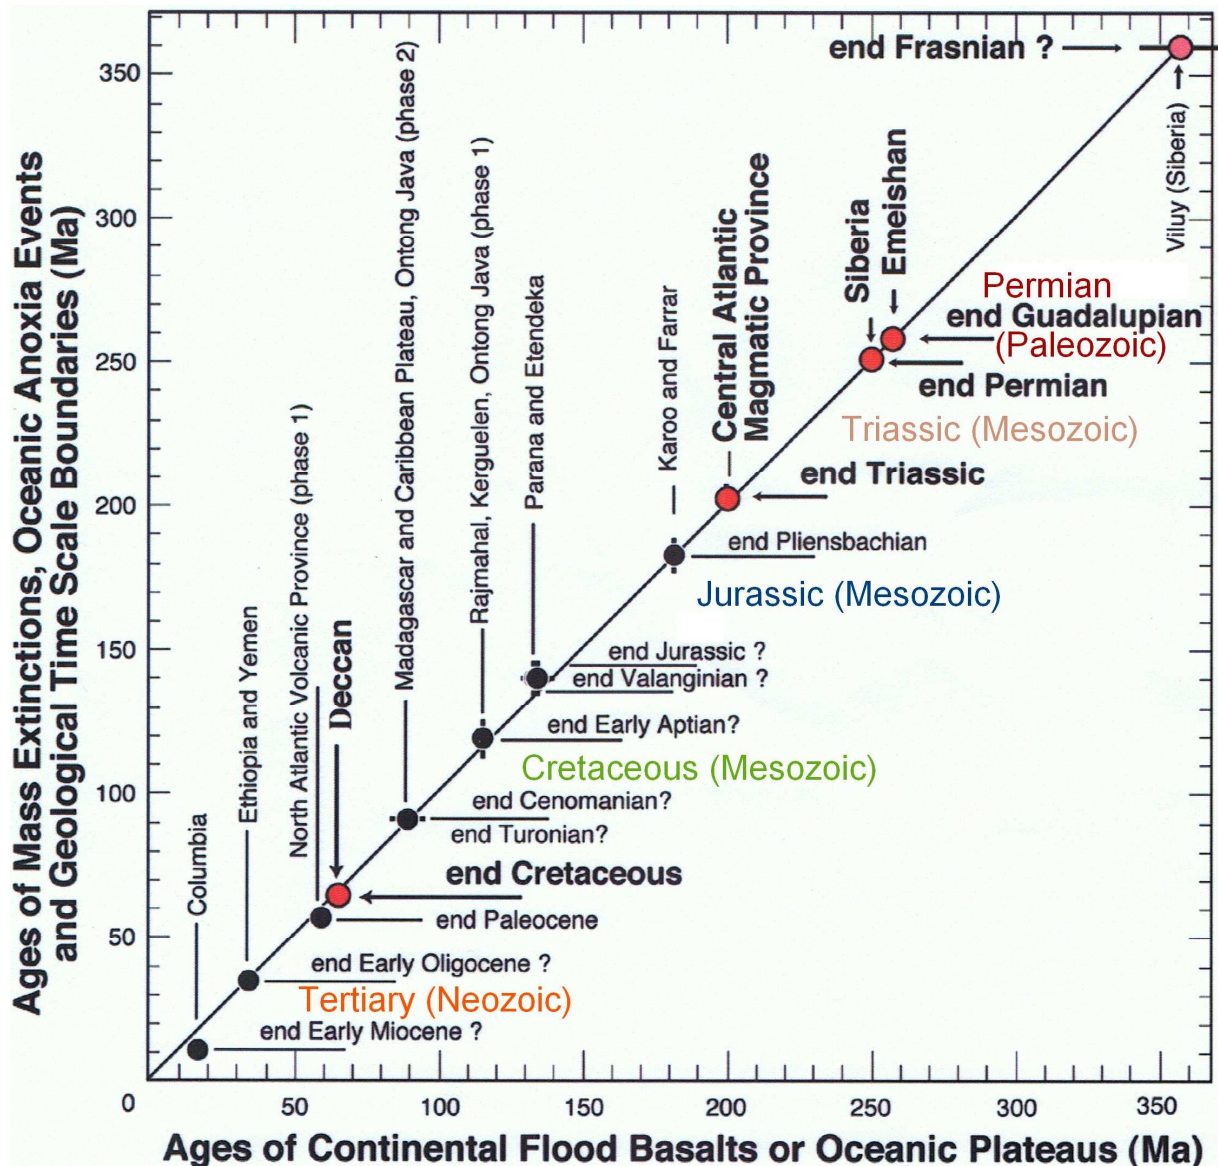 Ages of Mass Extinctions, Oceanic Anoxia Events
and Geological Time Scale Boundaries (Ma)
350
300
250
200
150
100
50
0
50
100
150
200
250
300
350
Ages of Continental Flood Basalts or Oceanic Plateaus (Ma)
end Frasnian ?
Viluy (Siberia)
Emeishan
Siberia
Permian
end Guadalupian
(Paleozoic)
end Permian
Triassic (Mesozoic)
Central Atlantic
Magmatic Province
end Triassic
Karoo and Farrar
end Pliensbachian
Jurassic (Mesozoic)
Parana and Etendeka
end Jurassic ?
end Valanginian ?
Rajmahal, Kerguelen, Ontong Java (phase 1)
end Early Aptian?
Cretaceous (Mesozoic)
Madagascar and Caribbean Plateau, Ontong Java (phase 2)
end Cenomanian?
end Turonian?
Deccan
end Cretaceous
North Atlantic Volcanic Province (phase 1)
end Paleocene
Ethiopia and Yemen
end Early Oligocene ?
Tertiary (Neozoic)
Columbia
end Early Miocene ?